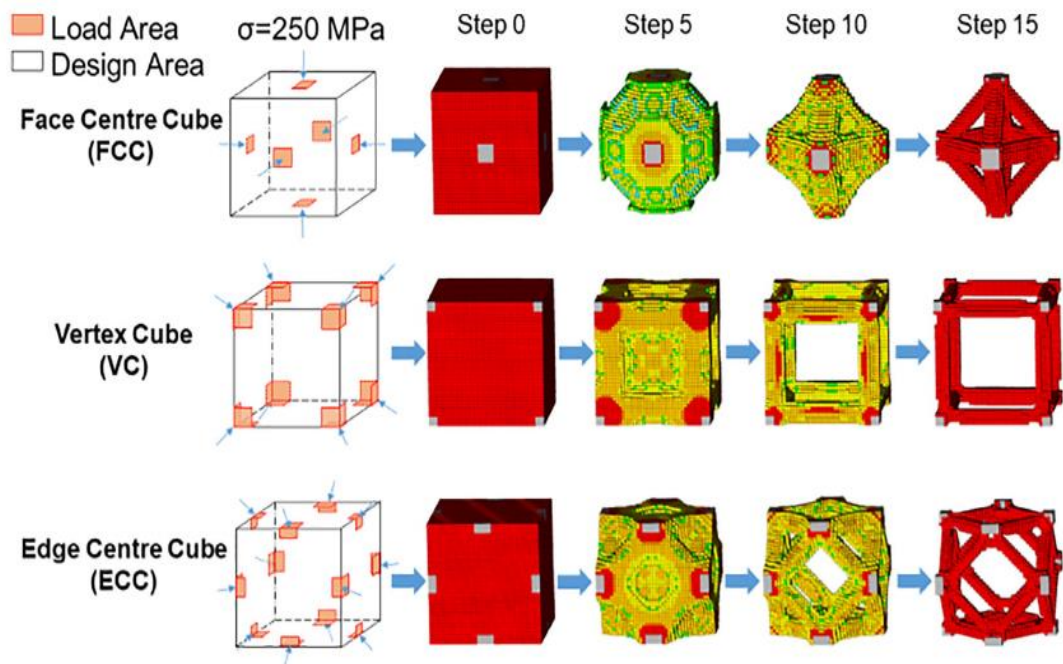 Load Area
Design Area
σ=250 MPa
Step 0
Step 5
Step 10
Step 15
Face Centre Cube
(FCC)
Vertex Cube
(VC)
Edge Centre Cube
(ECC)